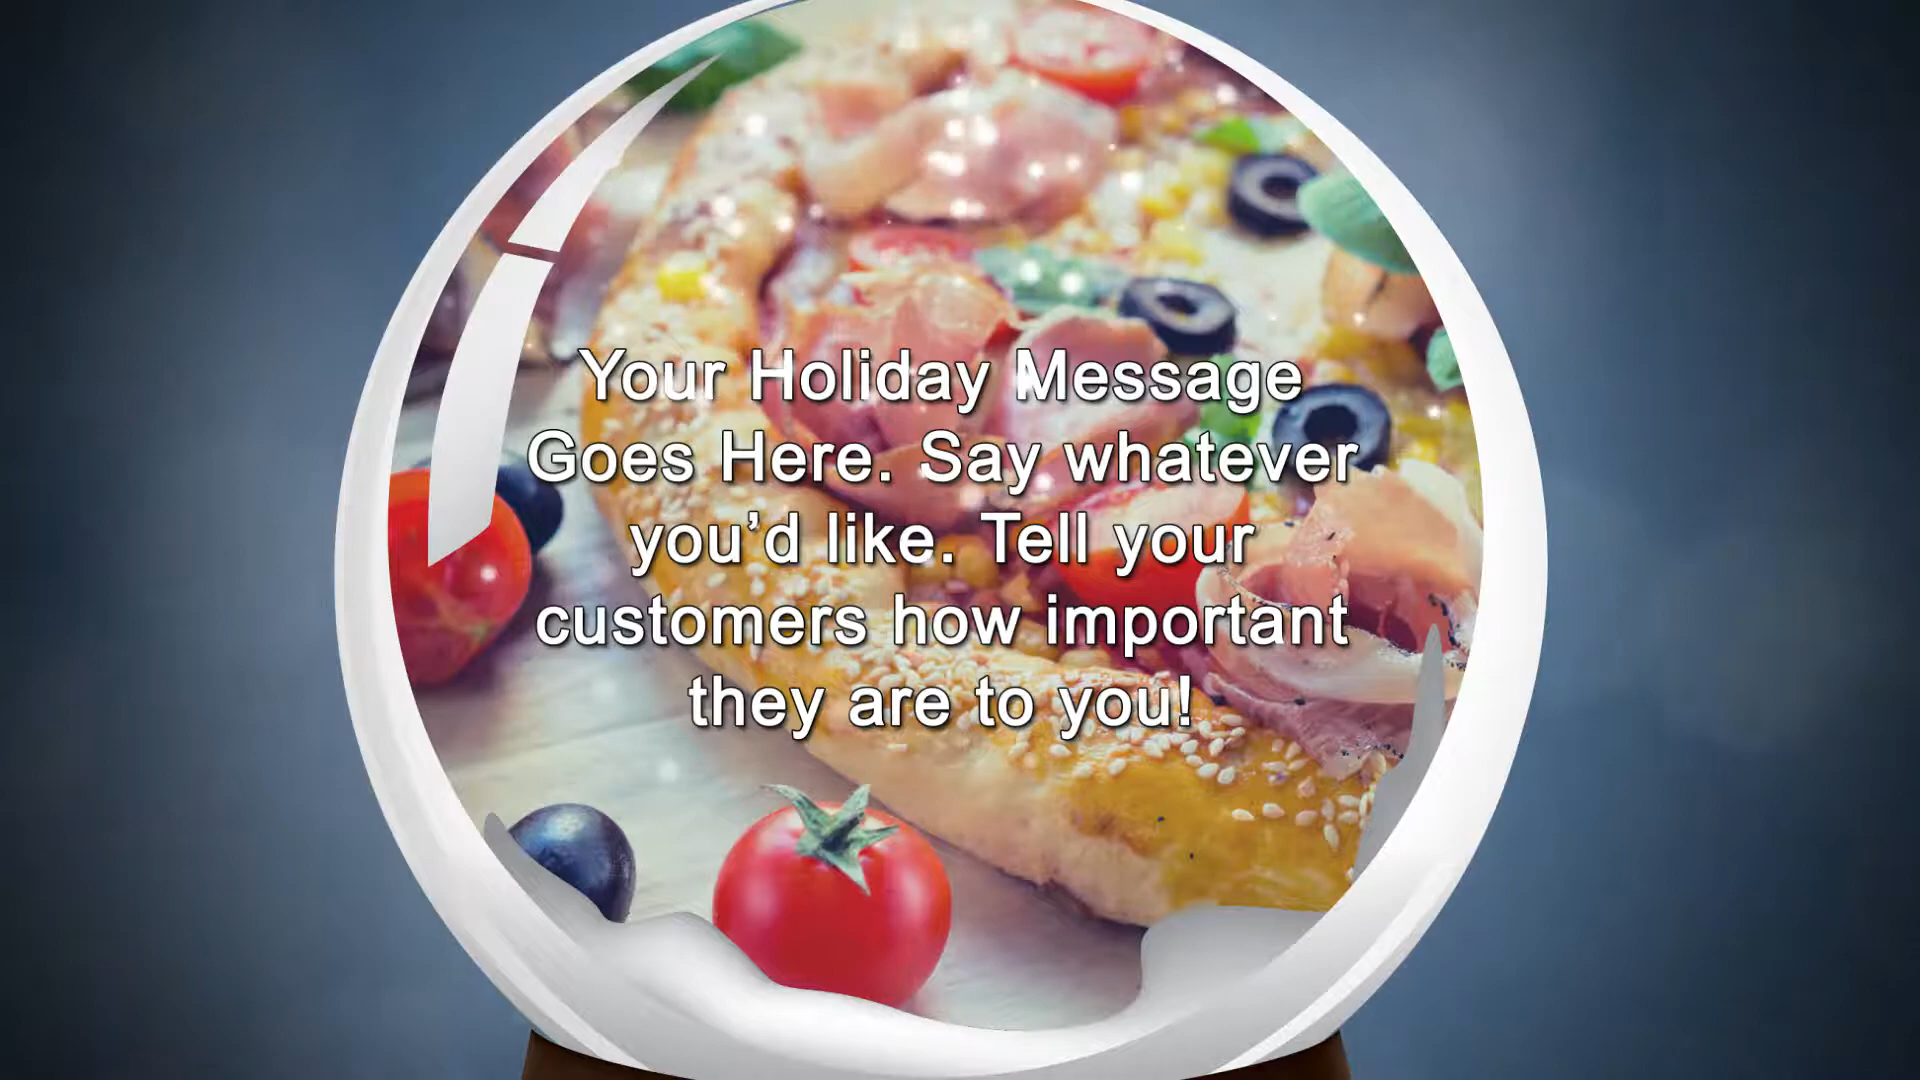 Your Holiday Message
Goes Here. Say whatever
you’d like. Tell your
customers how important
they are to you!